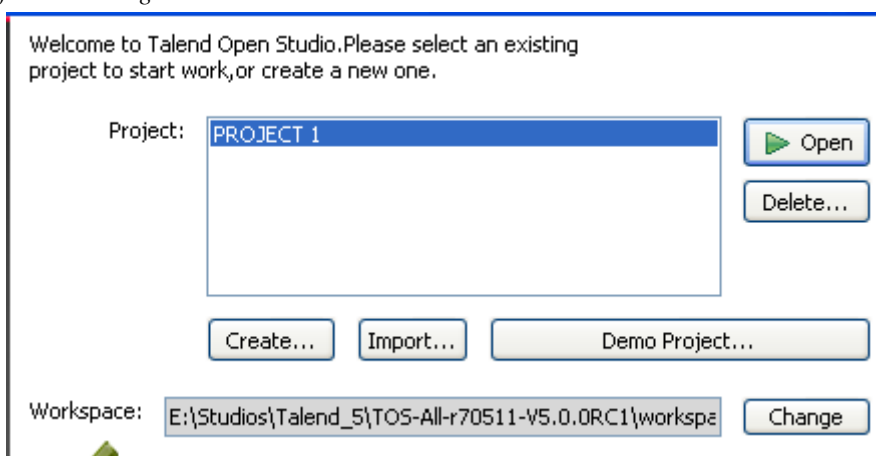 Welcome to Talend Open Studio.Please select an existing
project to start work,or create a new one.
Project:
PROJECT 1
Open
Delete...
Create...
Import...
Demo Project...
Workspace:
E:\Studios\Talend_5\TOS-All-r70511-V5.0.0RC1\workspa
Change